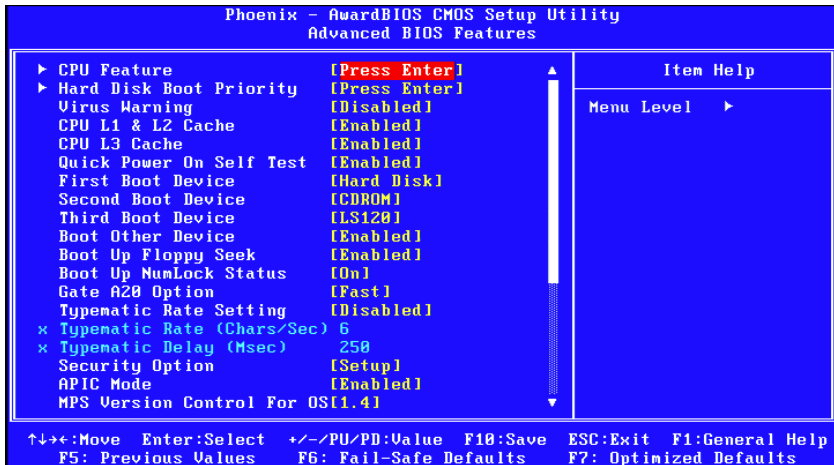 Phoenix - AwardBIOS CMOS Setup Utility
Advanced BIOS Features
► CPU Feature [Press Enter]
► Hard Disk Boot Priority [Press Enter]
Virus Warning [Disabled]
CPU L1 & L2 Cache [Enabled]
CPU L3 Cache [Enabled]
Quick Power On Self Test [Enabled]
First Boot Device [Hard Disk]
Second Boot Device [CDROM]
Third Boot Device [LS120]
Boot Other Device [Enabled]
Boot Up Floppy Seek [Enabled]
Boot Up NumLock Status [On]
Gate A20 Option [Fast]
Typematic Rate Setting [Disabled]
x Typematic Rate (Chars/Sec) 6
x Typematic Delay (Msec) 250
Security Option [Setup]
APIC Mode [Enabled]
MPS Version Control For OS[1.4]
Item Help
Menu Level ►
↑↓→←:Move Enter:Select +/-/PU/PD:Value F10:Save ESC:Exit F1:General Help
F5: Previous Values F6: Fail-Safe Defaults F7: Optimized Defaults